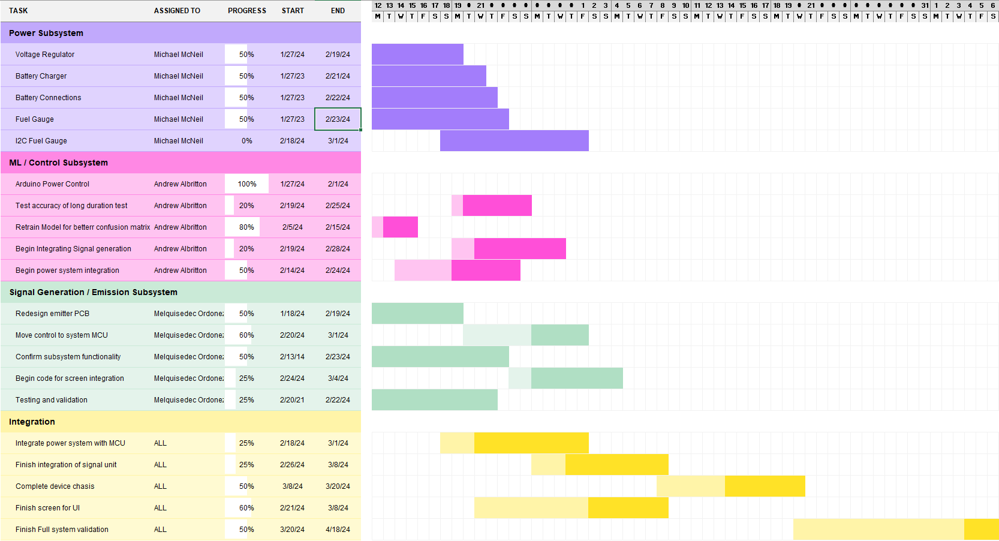 TASK ASSIGNED TO PROGRESS START END
12 13 14 15 16 17 18 19 # 21 # # # # # # # # 1 2 3 4 5 6 7 8 9 10 11 12 13 14 15 16 17 18 19 # 21 # # # # # # # # # 31 1 2 3 4 5 6
M T W T F S S M T W T F S S M T W T F S S M T W T F S S M T W T F S S M T W T F S S M T W T F S S M T W T F S
Power Subsystem
Voltage Regulator Michael McNeil 50% 1/27/24 2/19/24
Battery Charger Michael McNeil 50% 1/27/23 2/21/24
Battery Connections Michael McNeil 50% 1/27/23 2/22/24
Fuel Gauge Michael McNeil 50% 1/27/23 2/23/24
I2C Fuel Gauge Michael McNeil 0% 2/18/24 3/1/24
ML / Control Subsystem
Arduino Power Control Andrew Albritton 100% 1/27/24 2/1/24
Test accuracy of long duration test Andrew Albritton 20% 2/19/24 2/25/24
Retrain Model for betterr confusion matrix Andrew Albritton 80% 2/5/24 2/15/24
Begin Integrating Signal generation Andrew Albritton 20% 2/19/24 2/28/24
Begin power system integration Andrew Albritton 50% 2/14/24 2/24/24
Signal Generation / Emission Subsystem
Redesign emitter PCB Melquisedec Ordonez 50% 1/18/24 2/19/24
Move control to system MCU Melquisedec Ordonez 60% 2/20/24 3/1/24
Confirm subsystem functionality Melquisedec Ordonez 50% 2/13/14 2/23/24
Begin code for screen integration Melquisedec Ordonez 25% 2/24/24 3/4/24
Testing and validation Melquisedec Ordonez 25% 2/20/21 2/22/24
Integration
Integrate power system with MCU ALL 25% 2/18/24 3/1/24
Finish integration of signal unit ALL 25% 2/26/24 3/8/24
Complete device chasis ALL 50% 3/8/24 3/20/24
Finish screen for UI ALL 60% 2/21/24 3/8/24
Finish Full system validation ALL 50% 3/20/24 4/18/24